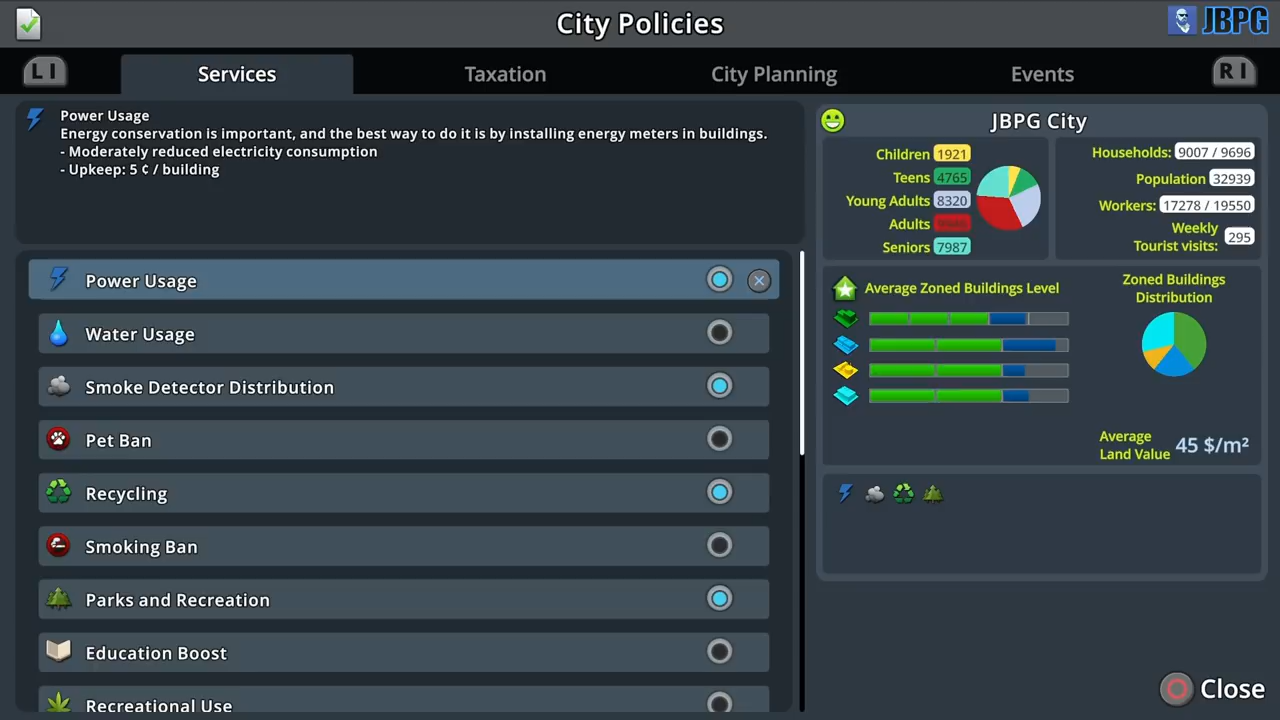 City Policies
JBPG
L1
Services
Taxation
City Planning
Events
R1
Power Usage
Energy conservation is important, and the best way to do it is by installing energy meters in buildings.
- Moderately reduced electricity consumption
- Upkeep: 5 ¢ / building
Power Usage
Water Usage
Smoke Detector Distribution
Pet Ban
Recycling
Smoking Ban
Parks and Recreation
Education Boost
Recreational Use
JBPG City
Children 1921
Teens 4765
Young Adults 8320
Adults
Seniors 7987
Households: 9007 / 9696
Population 32939
Workers: 17278 / 19550
Weekly
Tourist visits: 295
Average Zoned Buildings Level
Zoned Buildings
Distribution
Average
Land Value 45 $/m²
Close